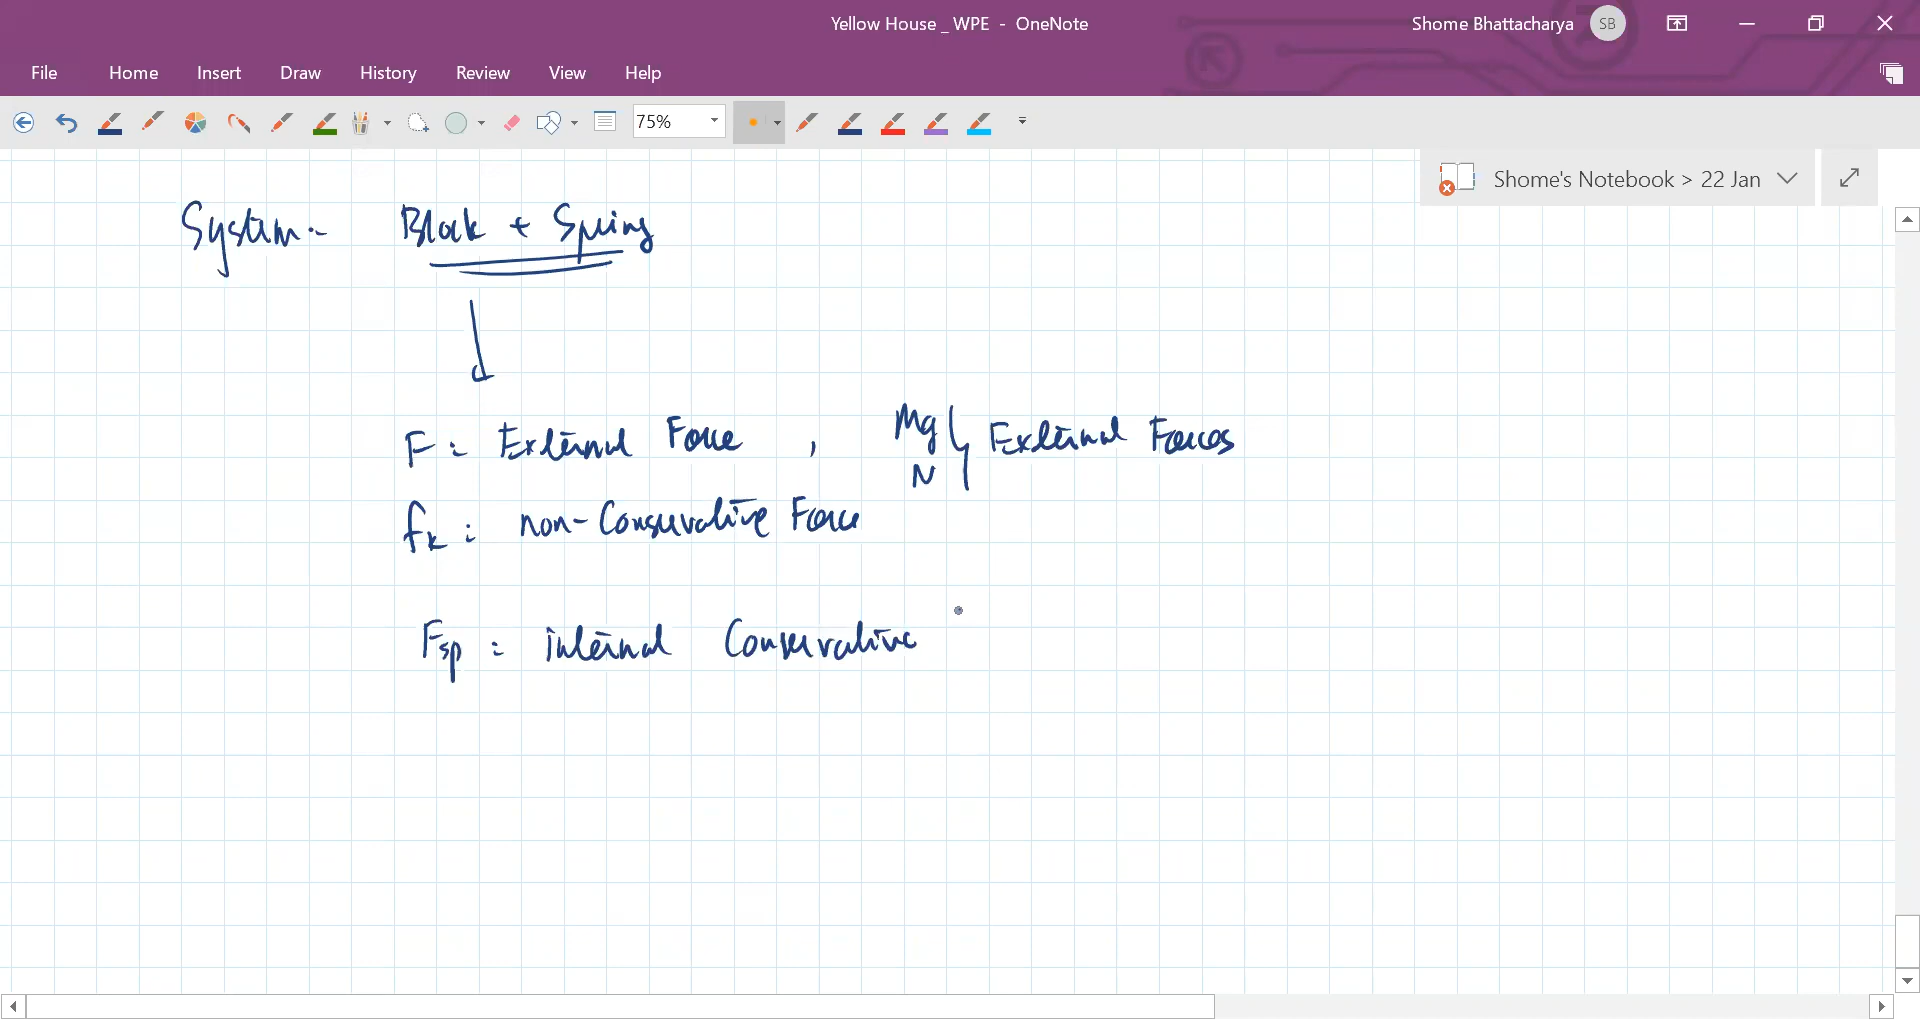 Yellow House _ WPE - OneNote
Shome Bhattacharya SB
File Home Insert Draw History Review View Help
75%
Shome's Notebook > 22 Jan
System:- Block + Spring
F = External Force , Mg External Forces
N
fk : non-Conservative Force
Fsp = internal Conservative